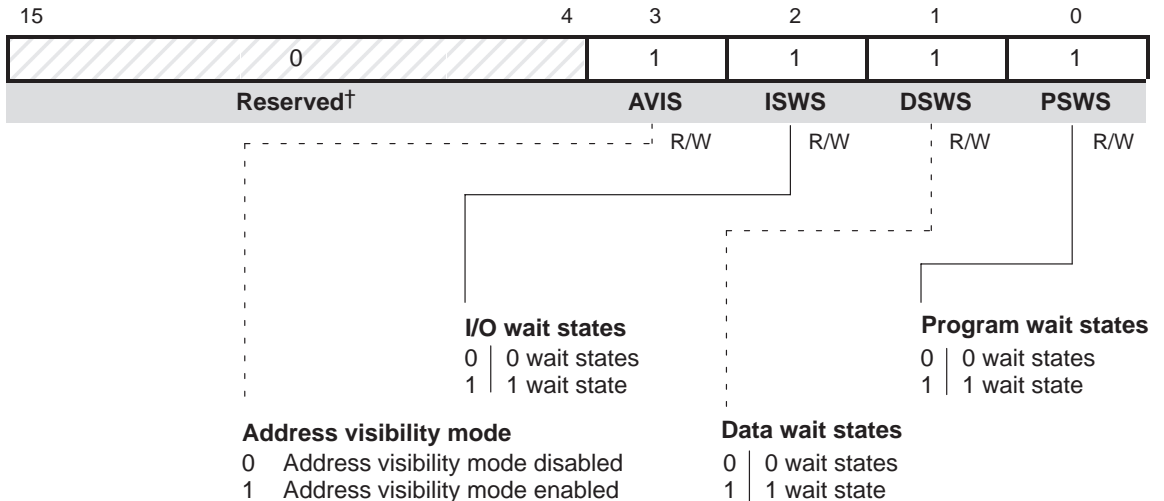 15 4 3 2 1 0
0 1 1 1 1
Reserved† AVIS ISWS DSWS PSWS
R/W R/W R/W R/W
I/O wait states
0 0 wait states
1 1 wait state
Program wait states
0 0 wait states
1 1 wait state
Address visibility mode
0 Address visibility mode disabled
1 Address visibility mode enabled
Data wait states
0 0 wait states
1 1 wait state